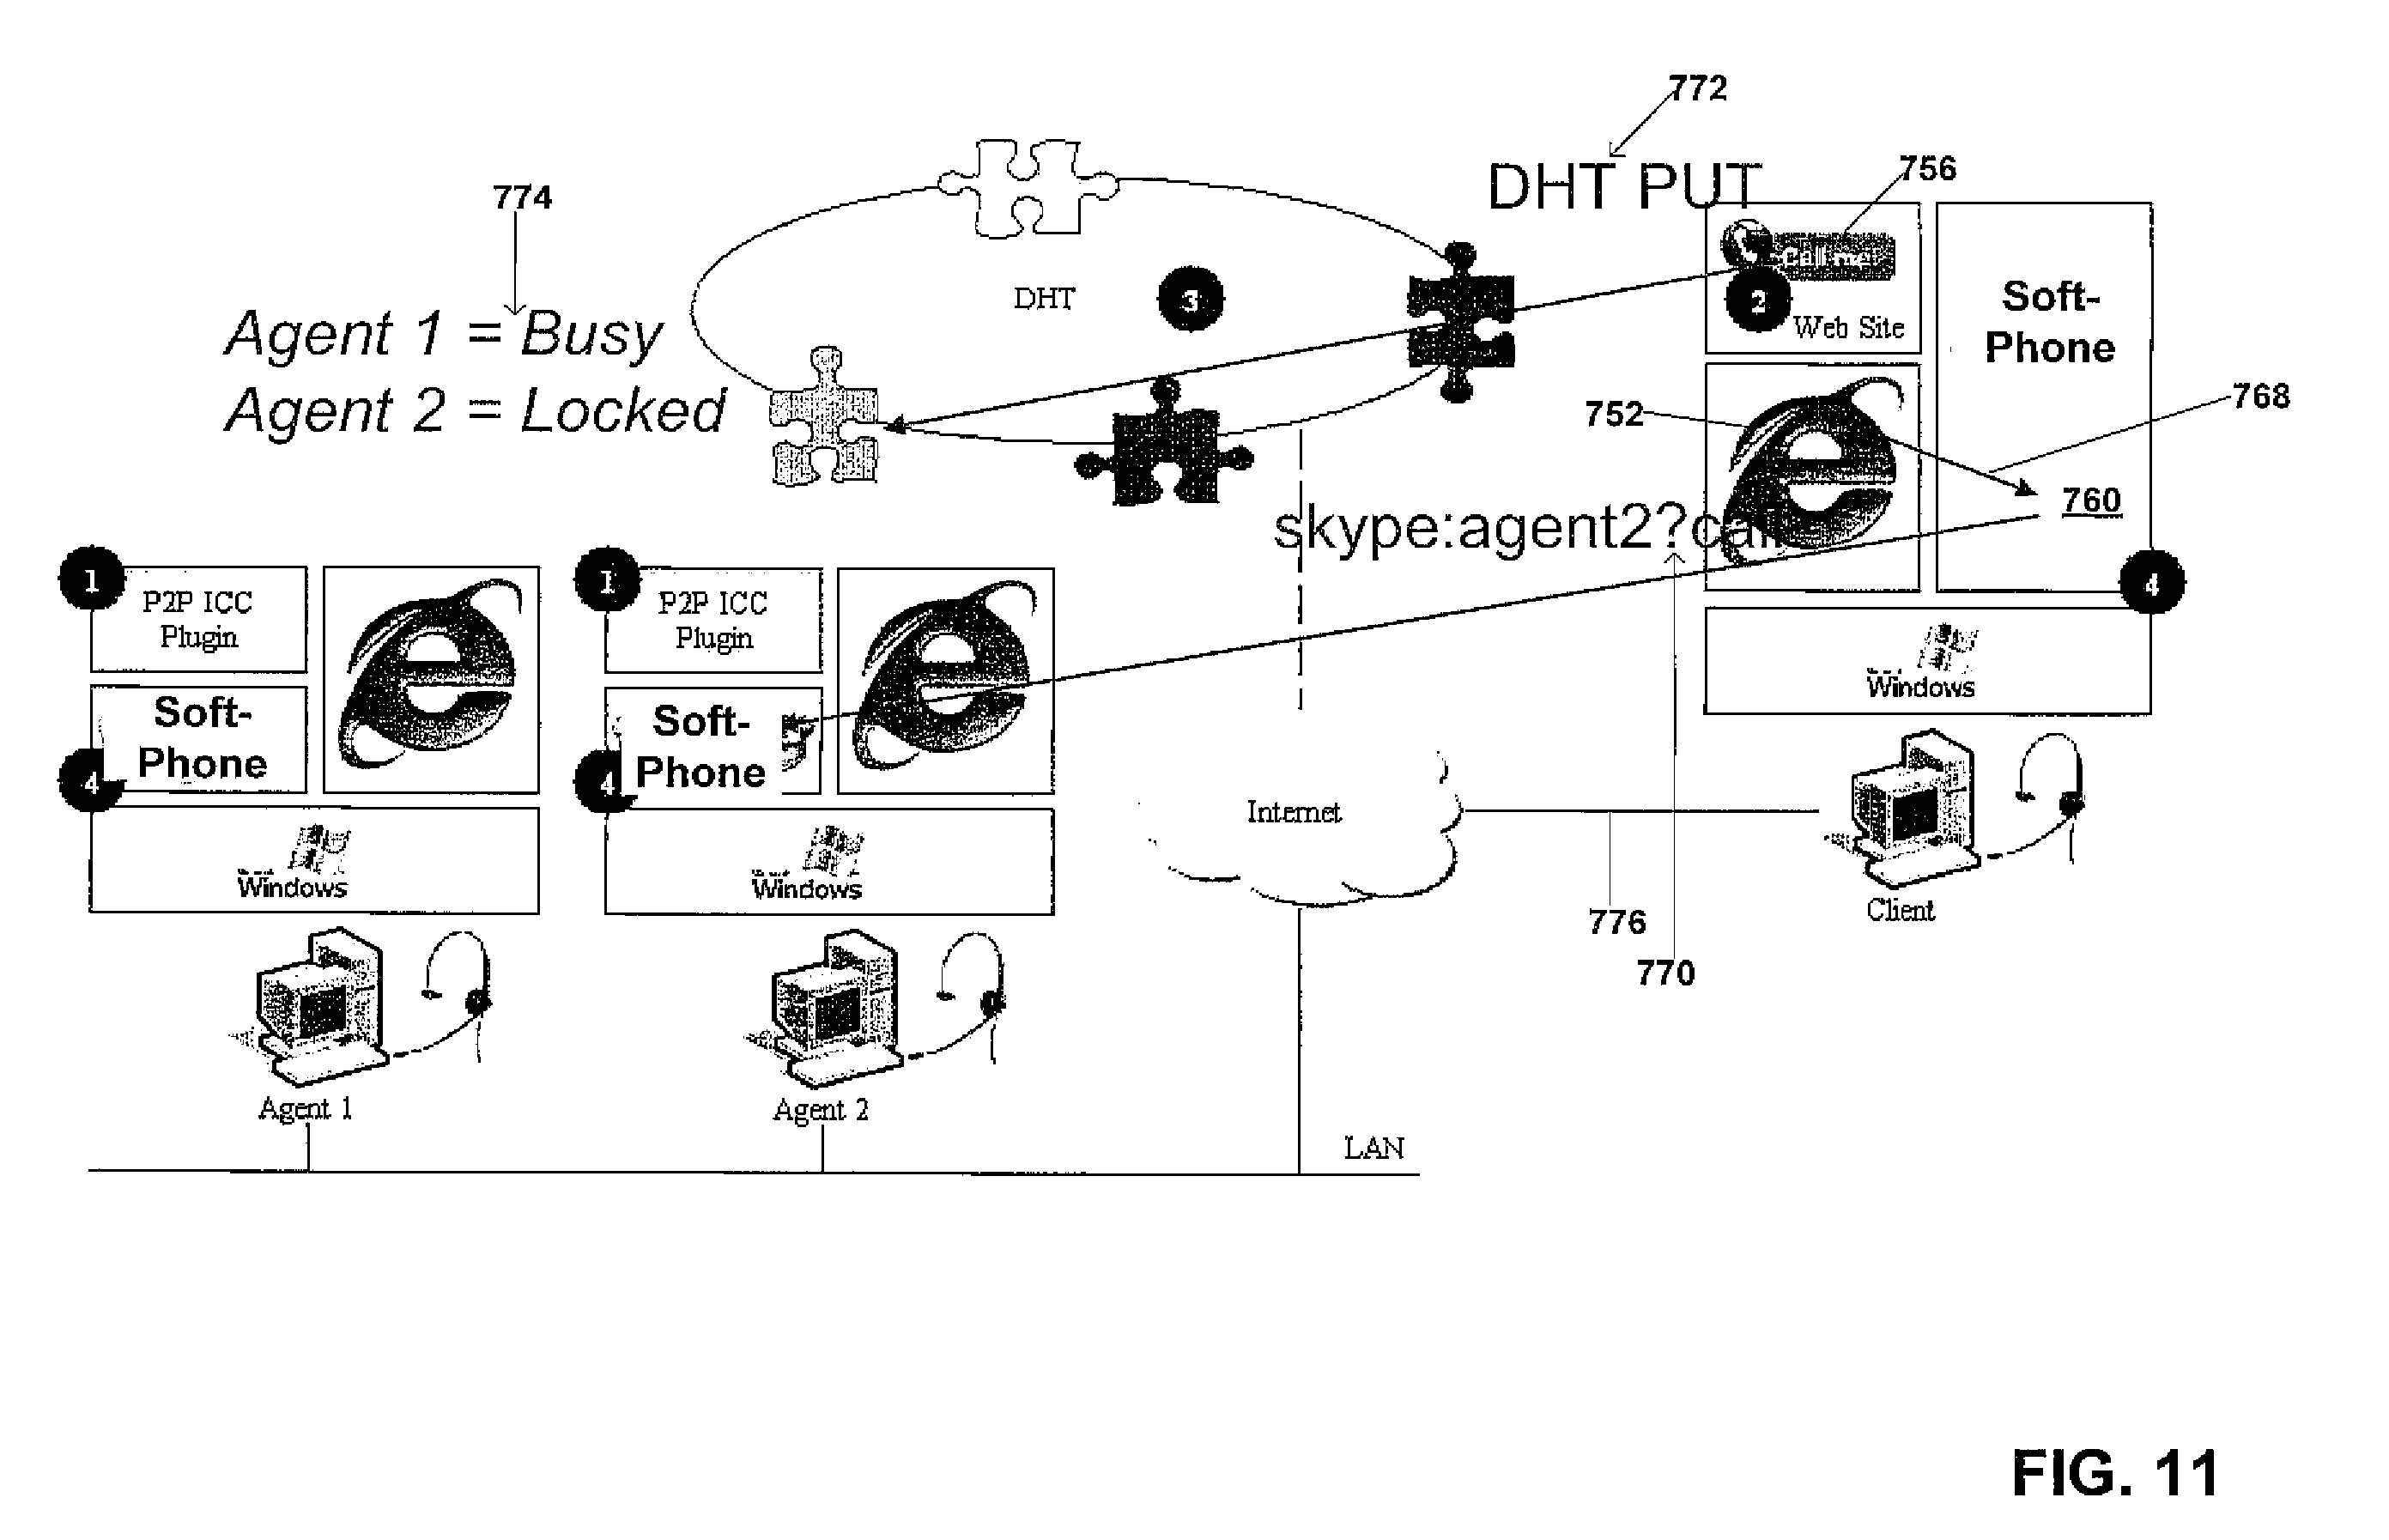 772
DHT PUT
756
774
Call me
DHT
3
2
Web Site
Soft-
Phone
Agent 1 = Busy
Agent 2 = Locked
752
768
760
skype:agent2?call
1
P2P ICC
Plugin
1
P2P ICC
Plugin
4
Windows
Soft-
Phone
4
Soft-
Phone
4
Internet
Windows
Windows
776
Client
770
Agent 1
Agent 2
LAN
FIG. 11